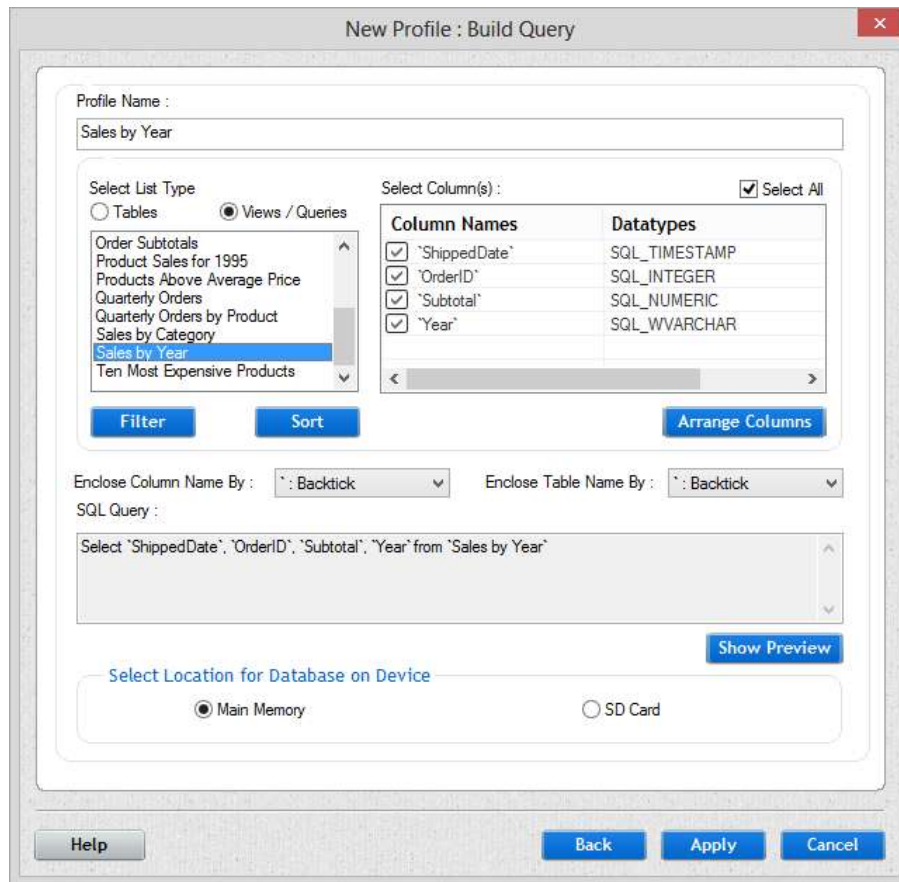 New Profile : Build Query
×
Profile Name :
Sales by Year
Select List Type
Tables Views / Queries
Order Subtotals
Product Sales for 1995
Products Above Average Price
Quarterly Orders
Quarterly Orders by Product
Sales by Category
Sales by Year
Ten Most Expensive Products
Filter Sort
Select Column(s) : Select All
Column Names Datatypes
`ShippedDate` SQL_TIMESTAMP
`OrderID` SQL_INTEGER
`Subtotal` SQL_NUMERIC
`Year` SQL_WVARCHAR
Arrange Columns
Enclose Column Name By : ` : Backtick Enclose Table Name By : ` : Backtick
SQL Query :
Select `ShippedDate`, `OrderID`, `Subtotal`, `Year` from `Sales by Year`
Show Preview
Select Location for Database on Device
Main Memory SD Card
Help Back Apply Cancel